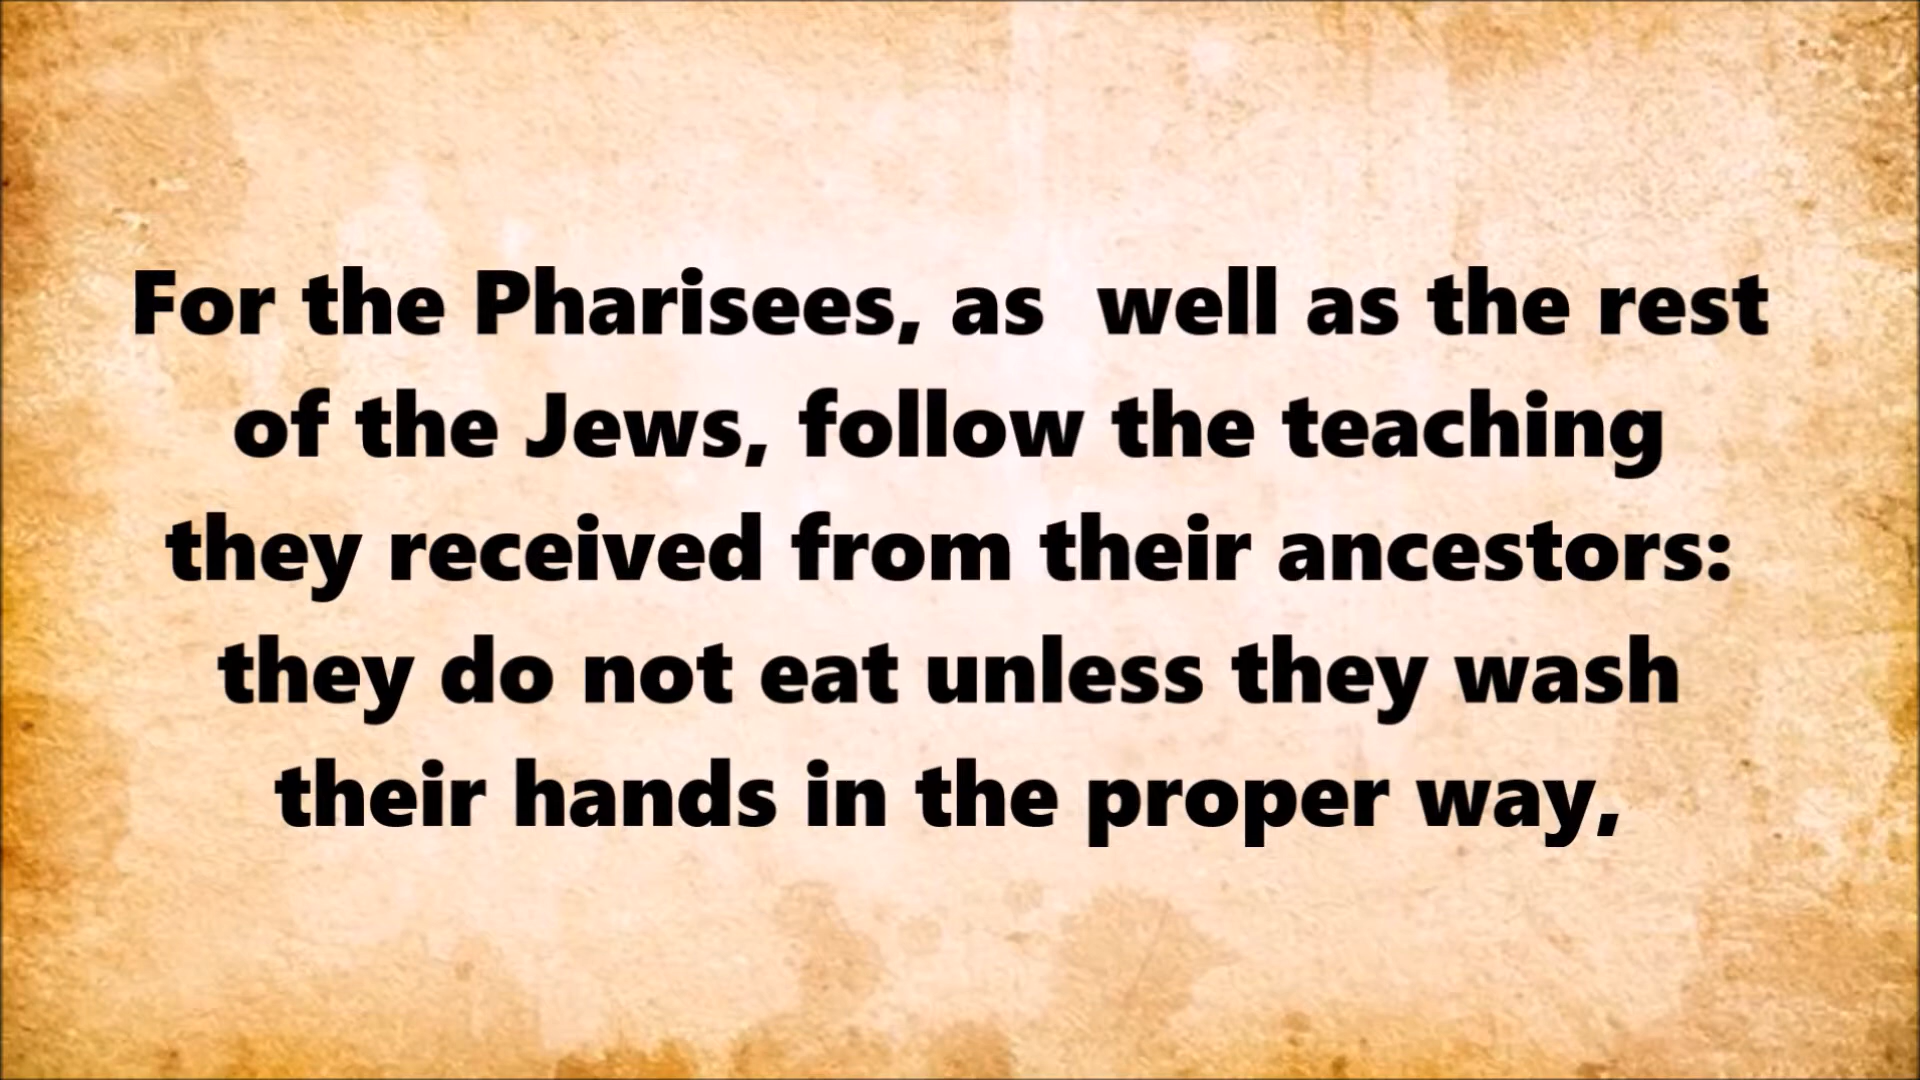 For the Pharisees, as  well as the rest
of the Jews, follow the teaching
they received from their ancestors:
they do not eat unless they wash
their hands in the proper way,